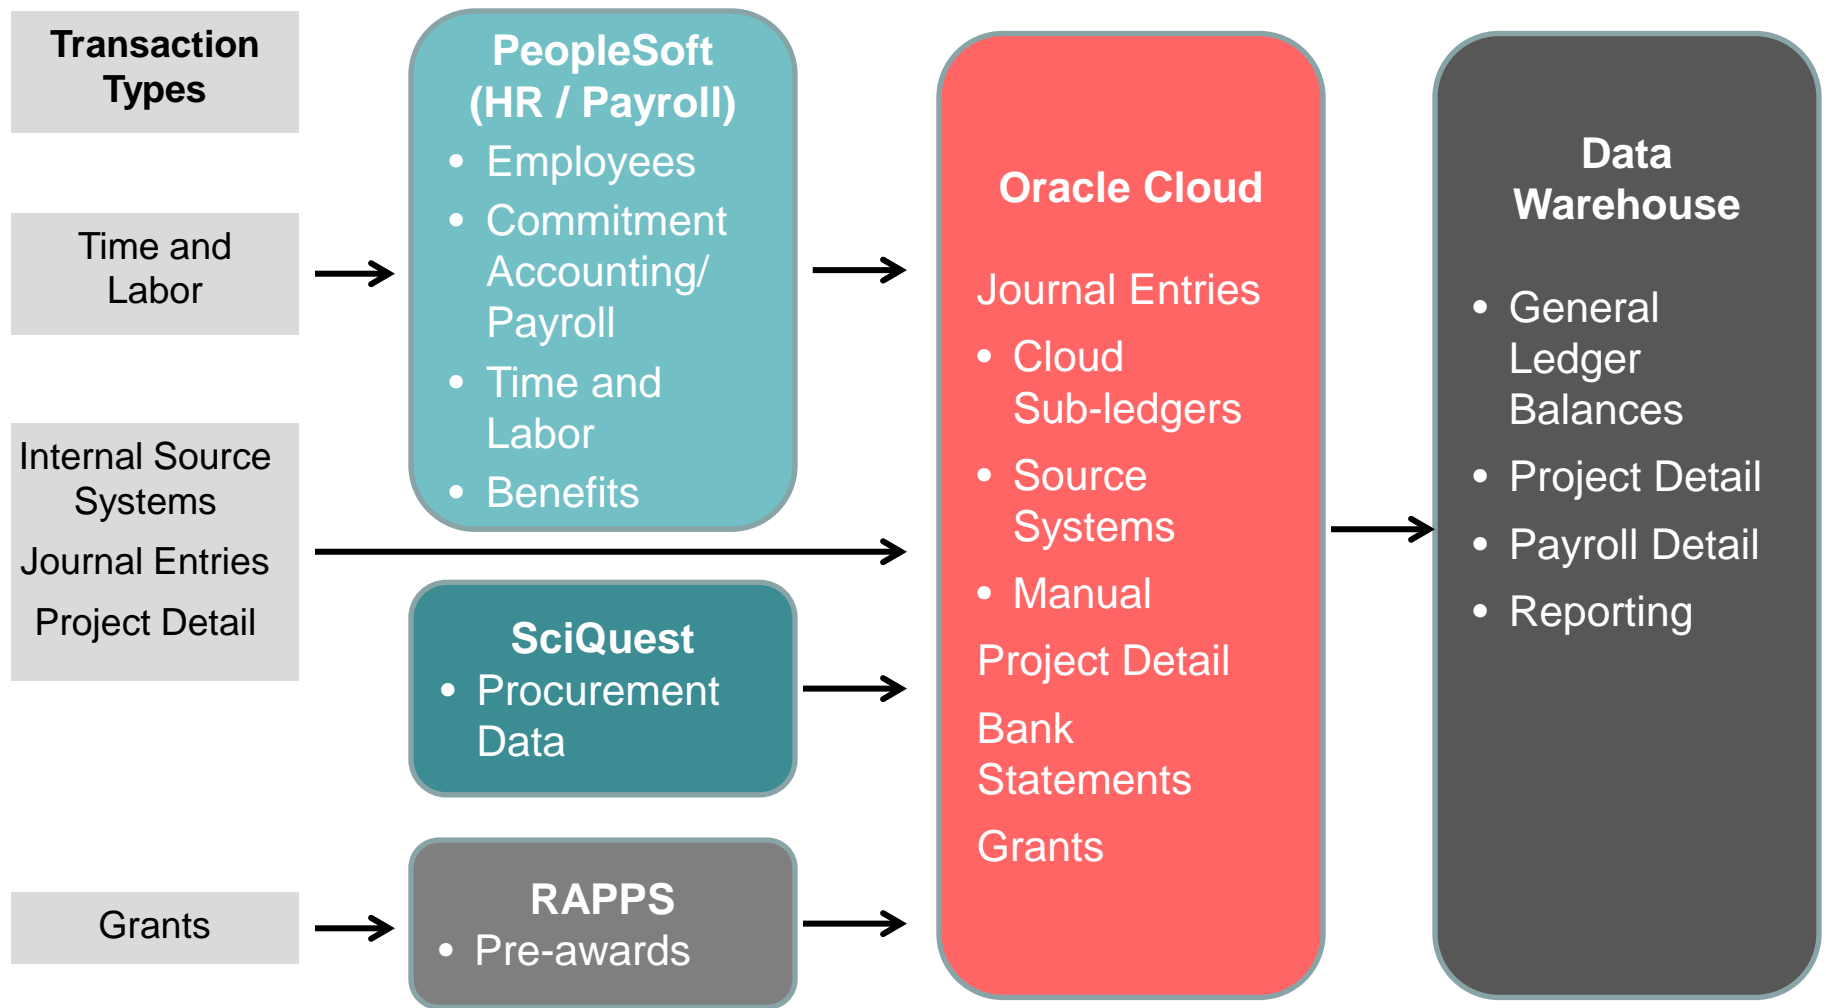 Transaction
Types
Time and
Labor
Internal Source
Systems
Journal Entries
Project Detail
Grants
PeopleSoft
(HR / Payroll)
• Employees
• Commitment
Accounting/
Payroll
• Time and
Labor
• Benefits
SciQuest
• Procurement
Data
RAPPS
• Pre-awards
Oracle Cloud
Journal Entries
• Cloud
Sub-ledgers
• Source
Systems
• Manual
Project Detail
Bank
Statements
Grants
Data
Warehouse
• General
Ledger
Balances
• Project Detail
• Payroll Detail
• Reporting